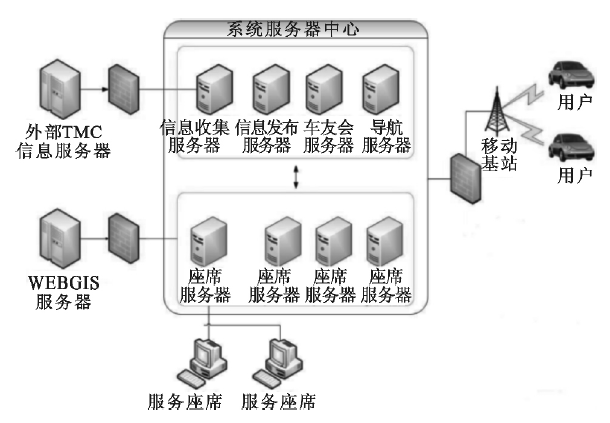 系统服务器中心
外部TMC
信息服务器
信息收集
服务器
信息发布
服务器
车友会
服务器
导航
服务器
移动
基站
用户
用户
WEBGIS
服务器
座席
服务器
座席
服务器
座席
服务器
座席
服务器
服务座席
服务座席